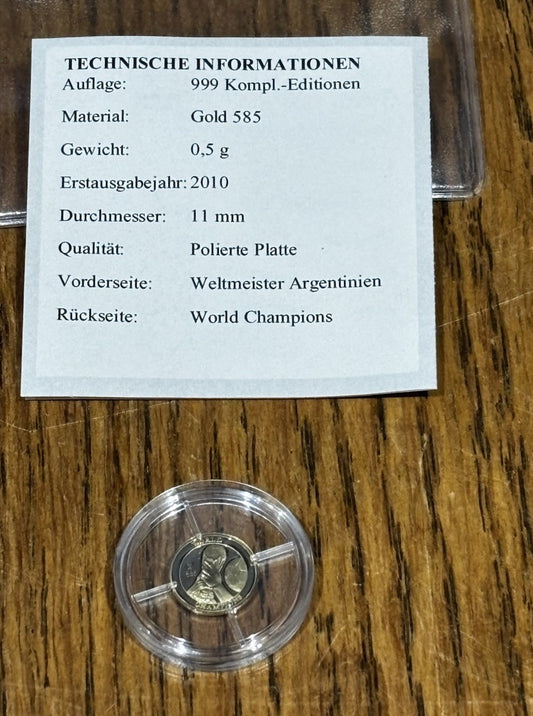 TECHNISCHE INFORMATIONEN
Auflage: 999 Kompl.-Editionen
Material: Gold 585
Gewicht: 0,5 g
Erstausgabejahr: 2010
Durchmesser: 11 mm
Qualität: Polierte Platte
Vorderseite: Weltmeister Argentinien
Rückseite: World Champions